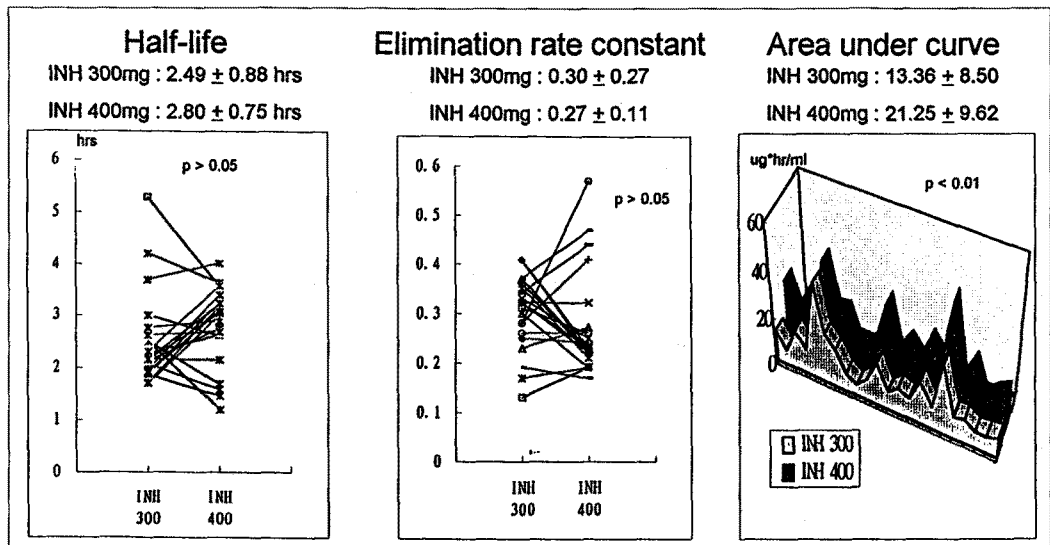 Half-life
INH 300mg : 2.49 ± 0.88 hrs
INH 400mg : 2.80 ± 0.75 hrs
hrs
p > 0.05
6
5
4
3
2
1
0
INH
300
INH
400
Elimination rate constant
INH 300mg : 0.30 ± 0.27
INH 400mg : 0.27 ± 0.11
0.6
p > 0.05
0.5
0.4
0.3
0.2
0.1
0
INH
300
INH
400
Area under curve
INH 300mg : 13.36 ± 8.50
INH 400mg : 21.25 ± 9.62
ug*hr/ml
p < 0.01
60
40
20
0
INH 300
INH 400